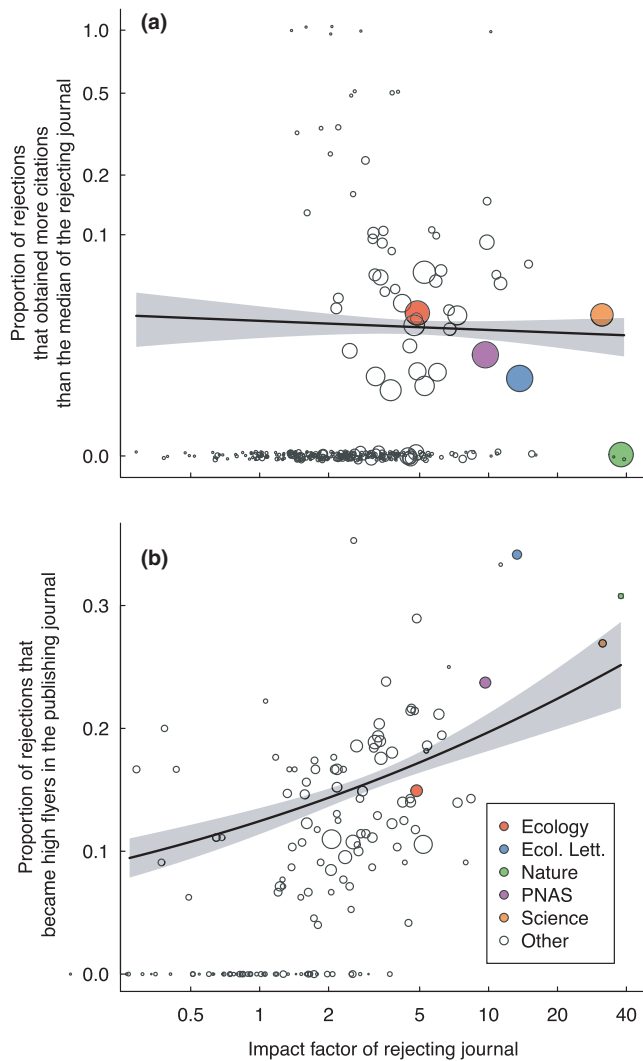 (a)
1.0
0.5
0.2
0.1
0.0
Proportion of rejections
that obtained more citations
than the median of the rejecting journal
(b)
0.3
0.2
0.1
0.0
Proportion of rejections that
became high flyers in the publishing journal
Ecology
Ecol. Lett.
Nature
PNAS
Science
Other
0.5 1 2 5 10 20 40
Impact factor of rejecting journal